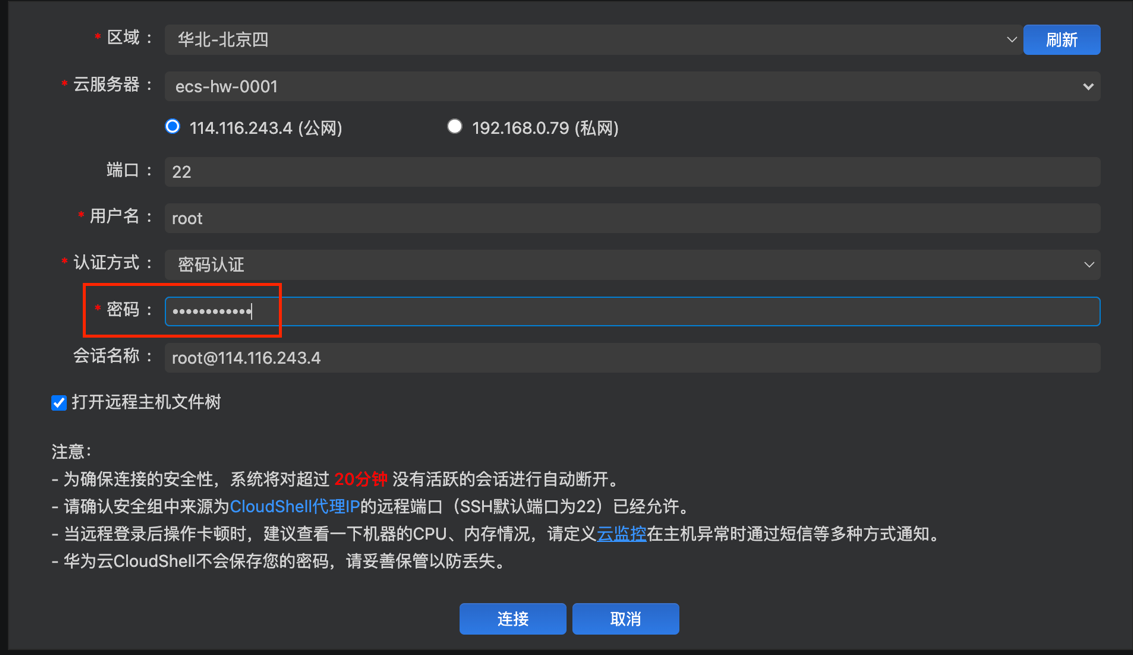 * 区域： 华北-北京四 刷新
* 云服务器： ecs-hw-0001
114.116.243.4 (公网) 192.168.0.79 (私网)
端口： 22
* 用户名： root
* 认证方式： 密码认证
* 密码： ••••••••••••
会话名称： root@114.116.243.4
打开远程主机文件树
注意：
- 为确保连接的安全性，系统将对超过 20分钟 没有活跃的会话进行自动断开。
- 请确认安全组中来源为CloudShell代理IP的远程端口（SSH默认端口为22）已经允许。
- 当远程登录后操作卡顿时，建议查看一下机器的CPU、内存情况，请定义云监控在主机异常时通过短信等多种方式通知。
- 华为云CloudShell不会保存您的密码，请妥善保管以防丢失。
连接 取消